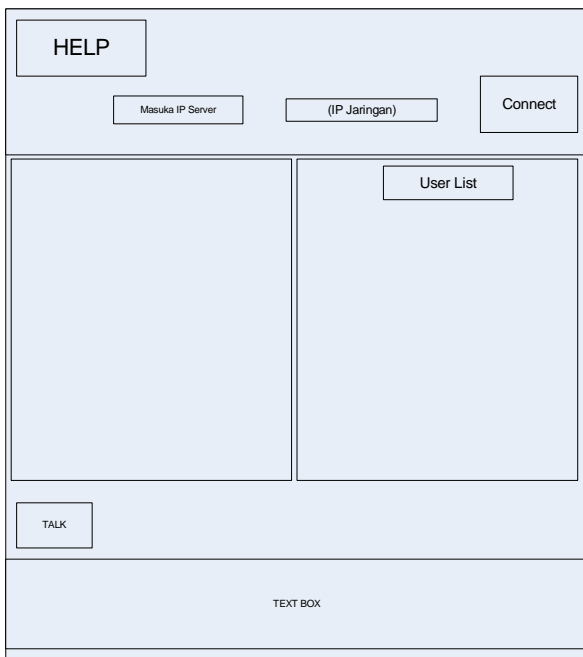 HELP
Masuka IP Server
(IP Jaringan)
Connect
User List
TALK
TEXT BOX